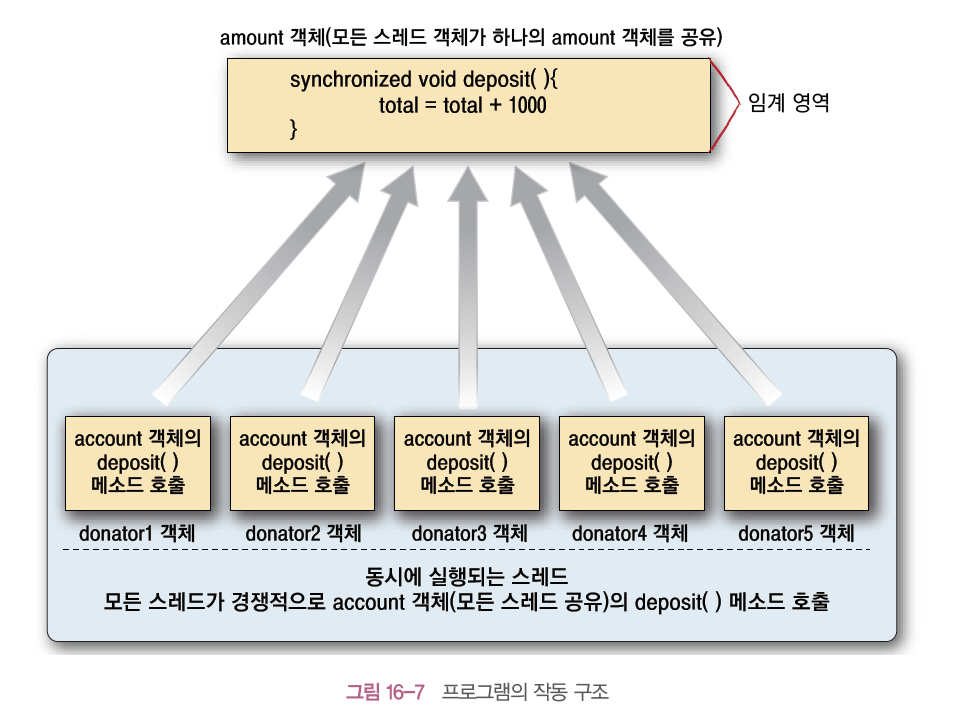 amount 객체(모든 스레드 객체가 하나의 amount 객체를 공유)
synchronized void deposit( ){
total = total + 1000
}
임계 영역
account 객체의
deposit( )
메소드 호출
account 객체의
deposit( )
메소드 호출
account 객체의
deposit( )
메소드 호출
account 객체의
deposit( )
메소드 호출
account 객체의
deposit( )
메소드 호출
donator1 객체
donator2 객체
donator3 객체
donator4 객체
donator5 객체
동시에 실행되는 스레드
모든 스레드가 경쟁적으로 account 객체(모든 스레드 공유)의 deposit( ) 메소드 호출
그림 16-7 프로그램의 작동 구조